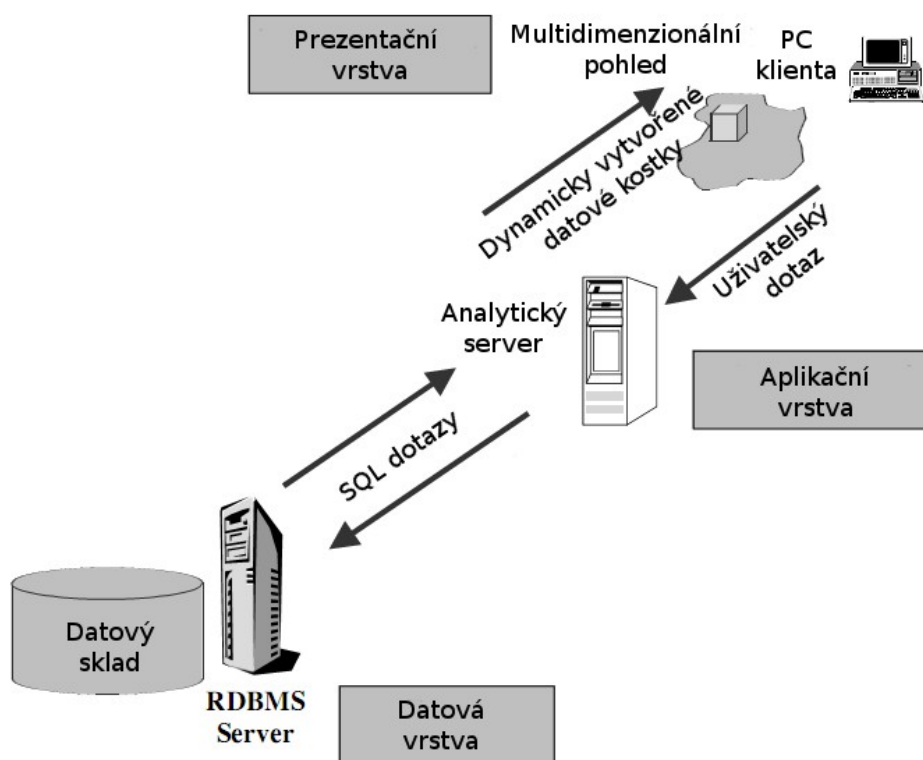 Prezentační
vrstva
Multidimenzionální
pohled
PC
klienta
Dynamicky vytvořené
datové kostky
Uživatelský
dotaz
Analytický
server
Aplikační
vrstva
SQL dotazy
Datový
sklad
RDBMS
Server
Datová
vrstva